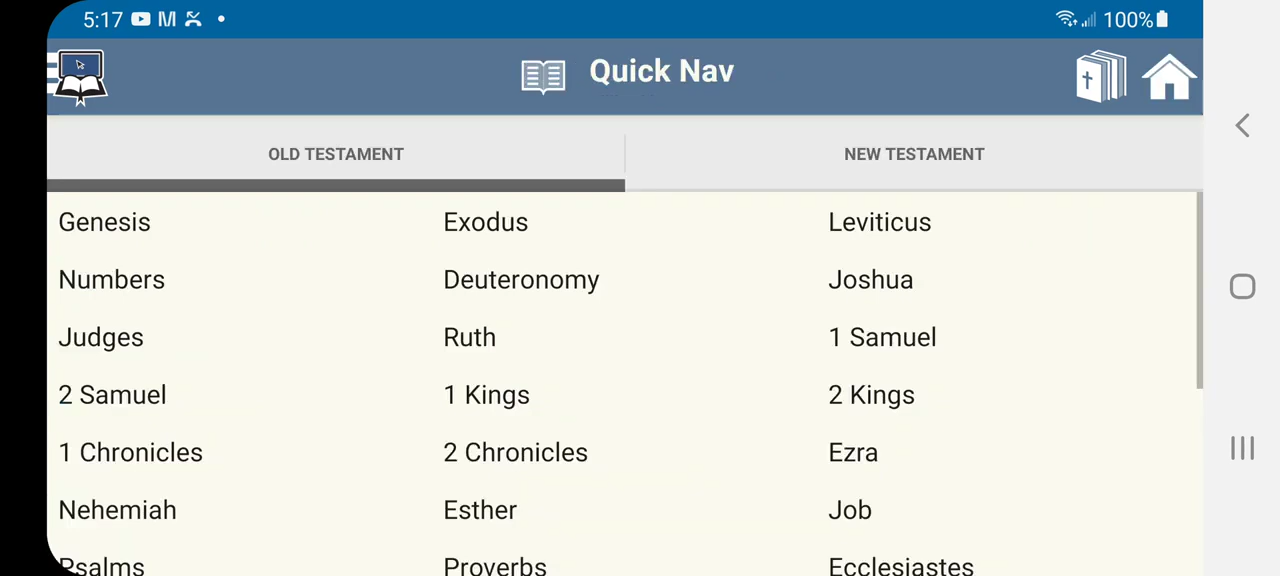 5:17 100%
Quick Nav
OLD TESTAMENT NEW TESTAMENT
Genesis Exodus Leviticus
Numbers Deuteronomy Joshua
Judges Ruth 1 Samuel
2 Samuel 1 Kings 2 Kings
1 Chronicles 2 Chronicles Ezra
Nehemiah Esther Job
Psalms Proverbs Ecclesiastes